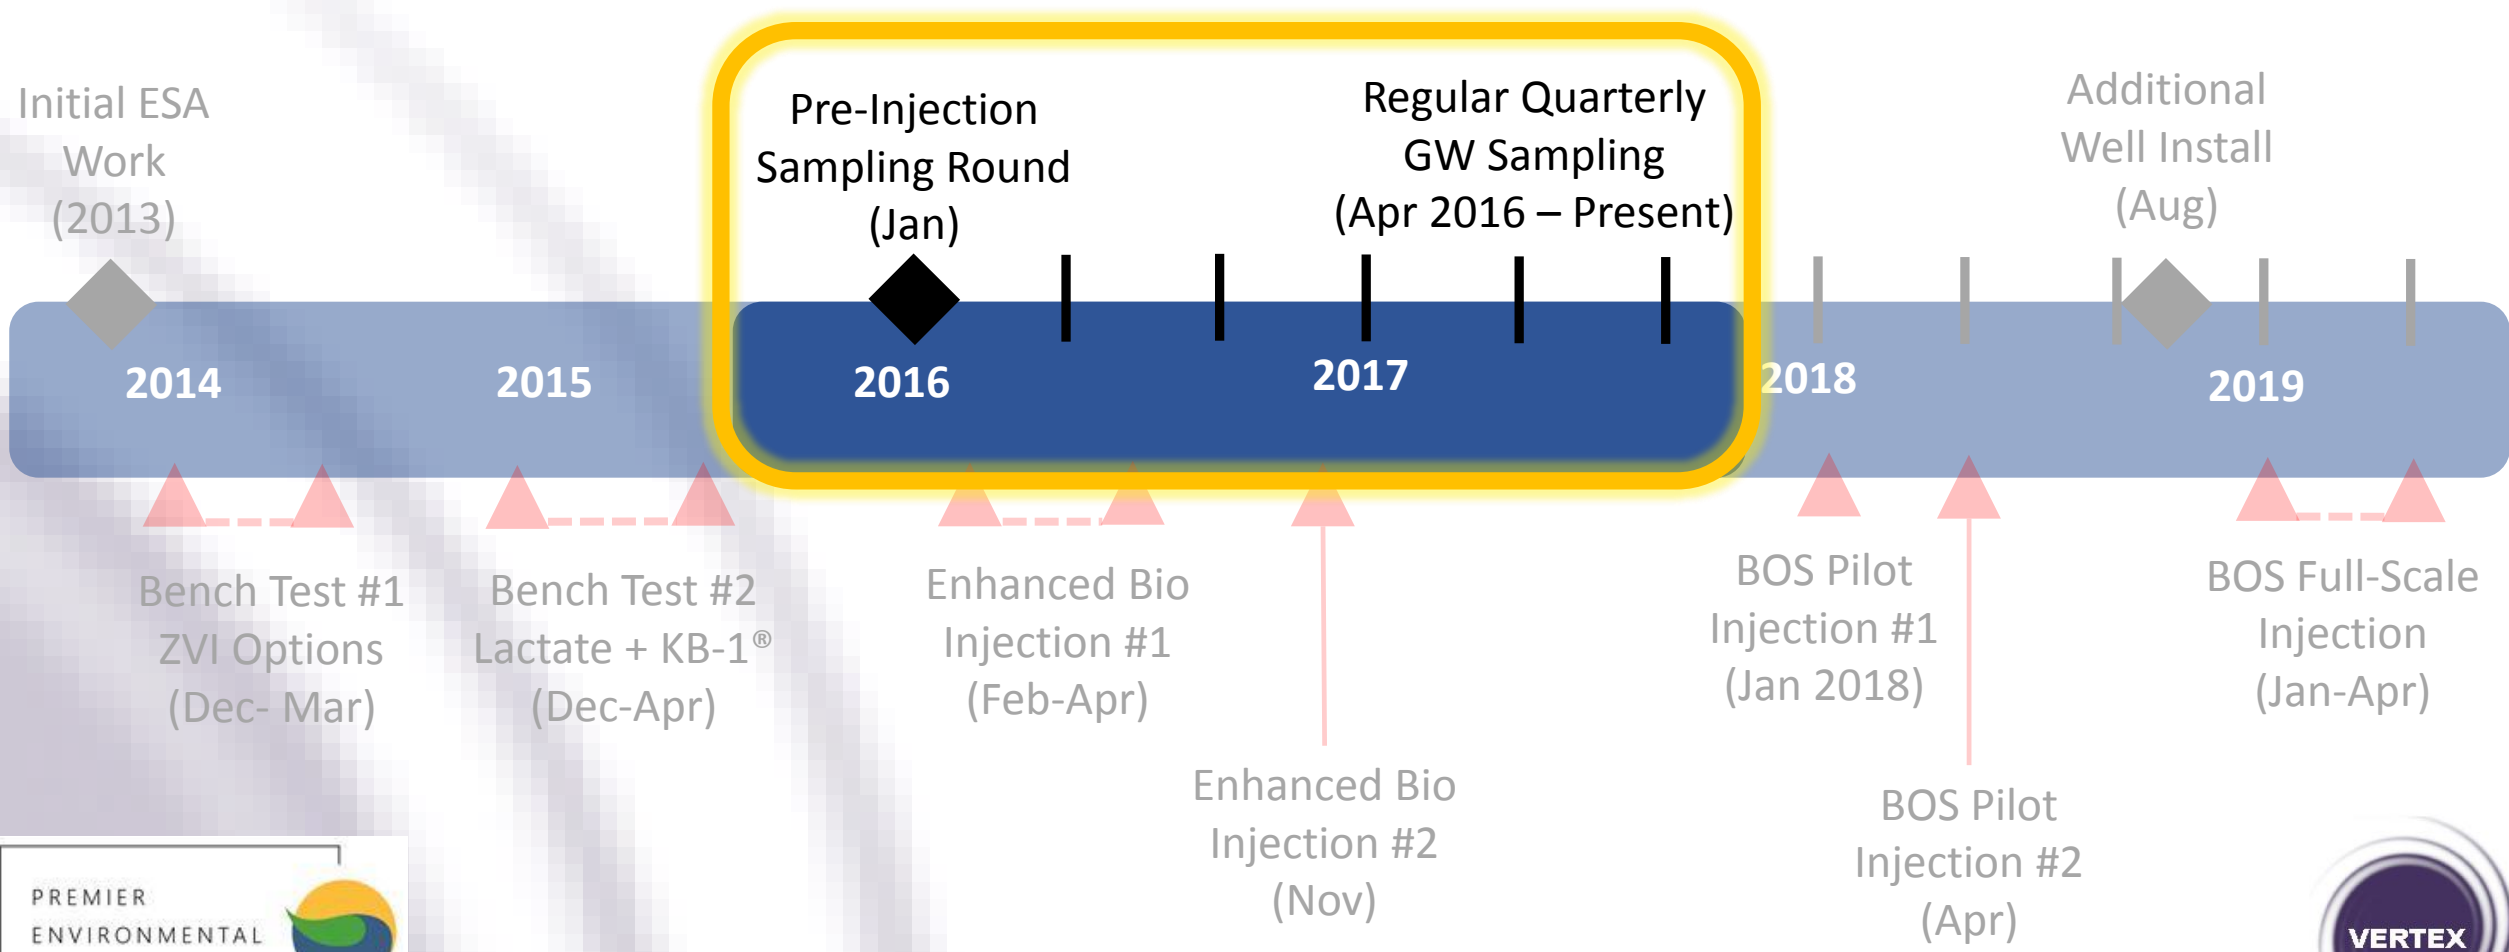 Initial ESA
Work
(2013)
Pre-Injection
Sampling Round
(Jan)
Regular Quarterly
GW Sampling
(Apr 2016 – Present)
Additional
Well Install
(Aug)
2014
2015
2016
2017
2018
2019
Bench Test #1
ZVI Options
(Dec- Mar)
Bench Test #2
Lactate + KB-1®
(Dec-Apr)
Enhanced Bio
Injection #1
(Feb-Apr)
Enhanced Bio
Injection #2
(Nov)
BOS Pilot
Injection #1
(Jan 2018)
BOS Pilot
Injection #2
(Apr)
BOS Full-Scale
Injection
(Jan-Apr)
PREMIER
ENVIRONMENTAL
VERTEX